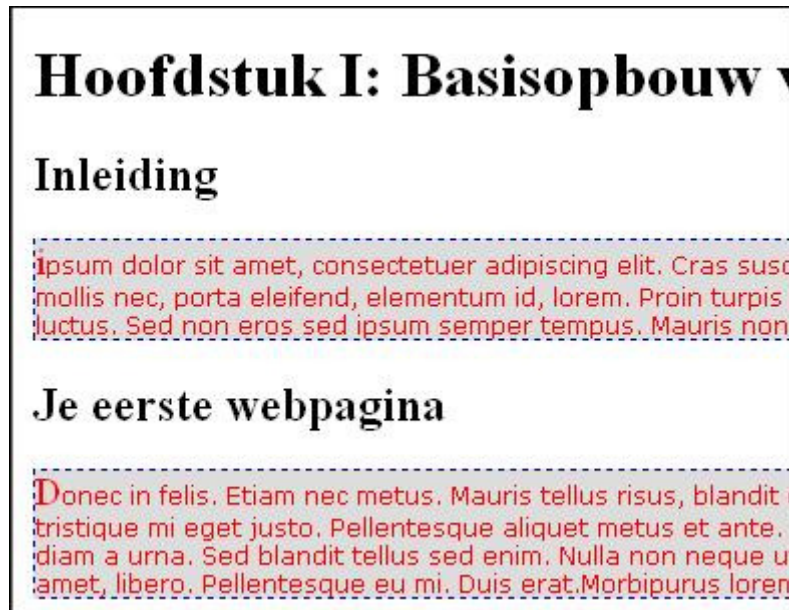 Hoofdstuk I: Basisopbouw v
Inleiding
ipsum dolor sit amet, consectetuer adipiscing elit. Cras susc
mollis nec, porta eleifend, elementum id, lorem. Proin turpis
luctus. Sed non eros sed ipsum semper tempus. Mauris non
Je eerste webpagina
Donec in felis. Etiam nec metus. Mauris tellus risus, blandit
tristique mi eget justo. Pellentesque aliquet metus et ante.
diam a urna. Sed blandit tellus sed enim. Nulla non neque u
amet, libero. Pellentesque eu mi. Duis erat.Morbipurus lorem